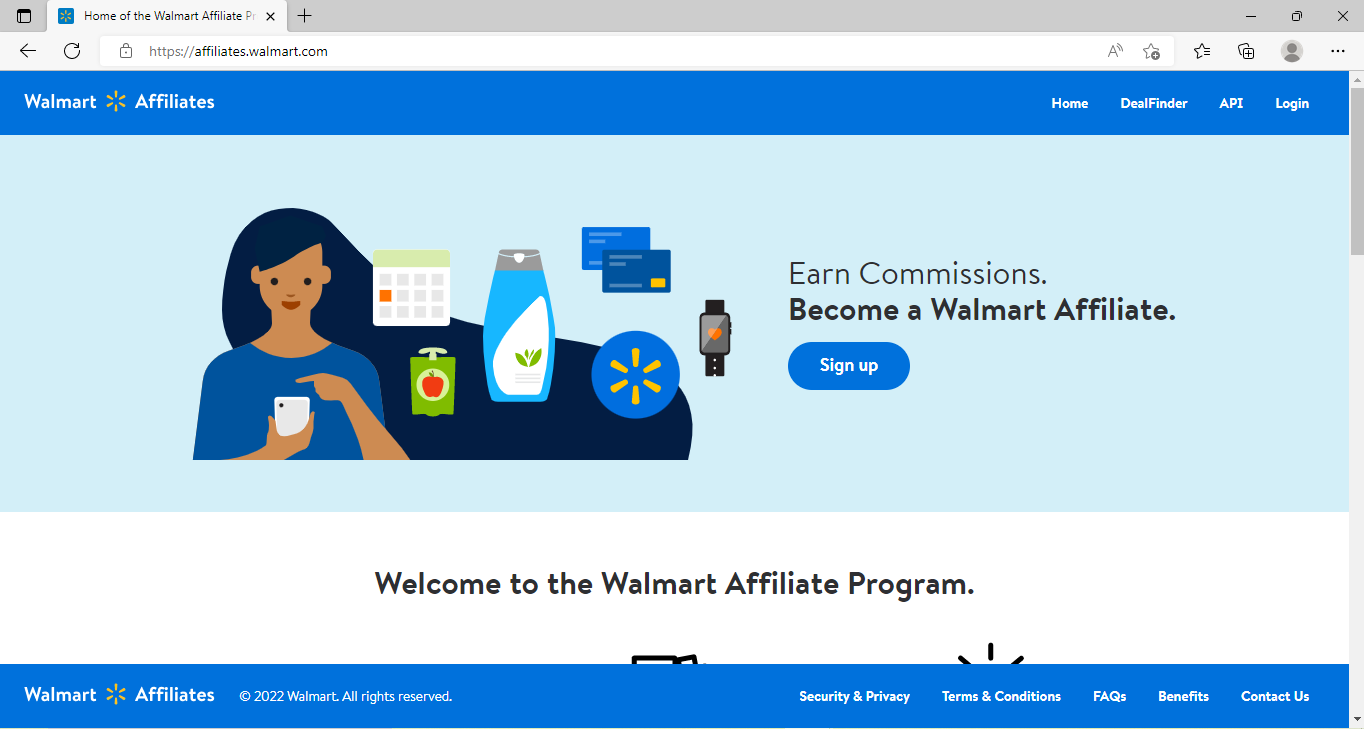 Home of the Walmart Affiliate Pr
https://affiliates.walmart.com
Walmart Affiliates
Home DealFinder API Login
Earn Commissions.
Become a Walmart Affiliate.
Sign up
Welcome to the Walmart Affiliate Program.
Walmart Affiliates © 2022 Walmart. All rights reserved. Security & Privacy Terms & Conditions FAQs Benefits Contact Us